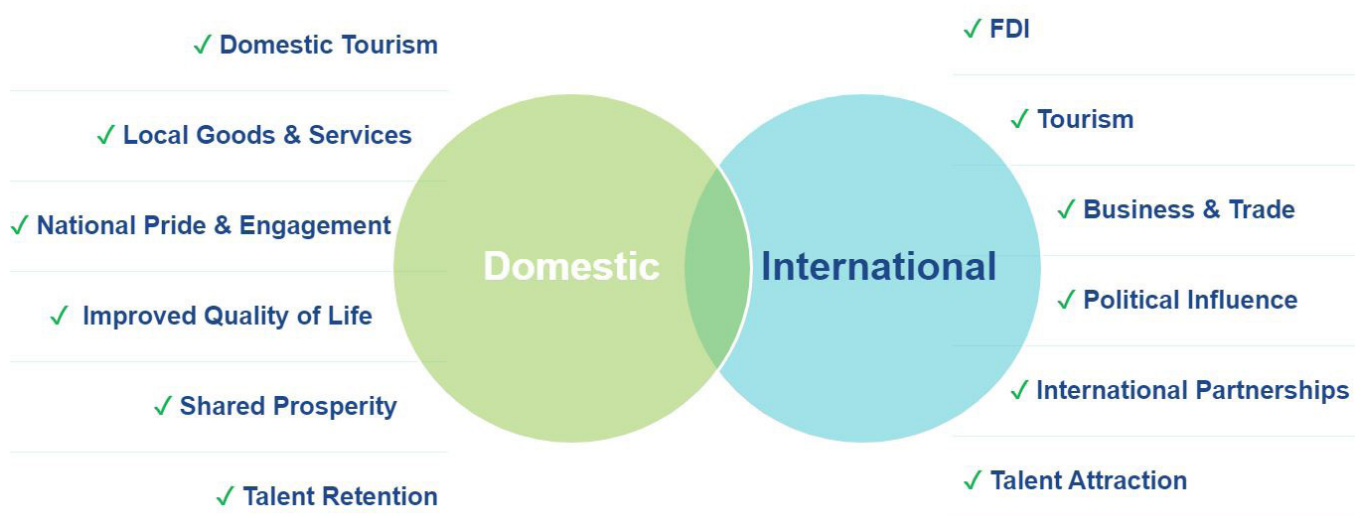 ✓ Domestic Tourism
✓ Local Goods & Services
✓ National Pride & Engagement
✓ Improved Quality of Life
✓ Shared Prosperity
✓ Talent Retention
Domestic
International
✓ FDI
✓ Tourism
✓ Business & Trade
✓ Political Influence
✓ International Partnerships
✓ Talent Attraction